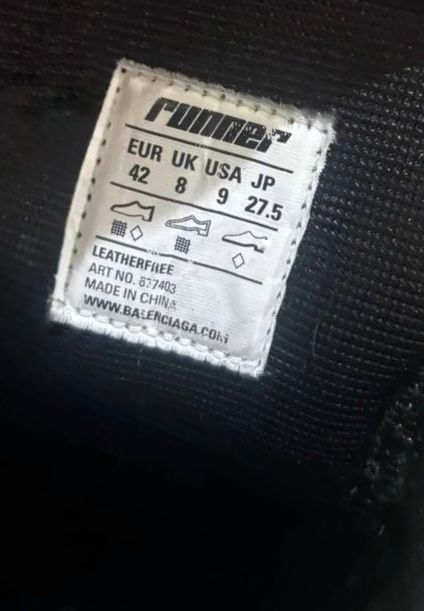 runner
EUR UK USA JP
42 8 9 27.5
LEATHERFREE
ART NO. 877403
MADE IN CHINA
WWW.BALENCIAGA.COM